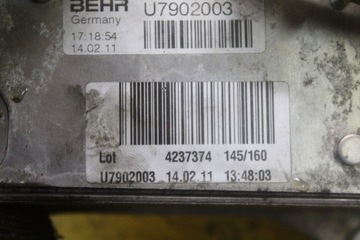 BEHR U7902003
Germany
17:18:54
14.02.11
Lot 4237374 145/160
U7902003 14.02.11 13:48:03